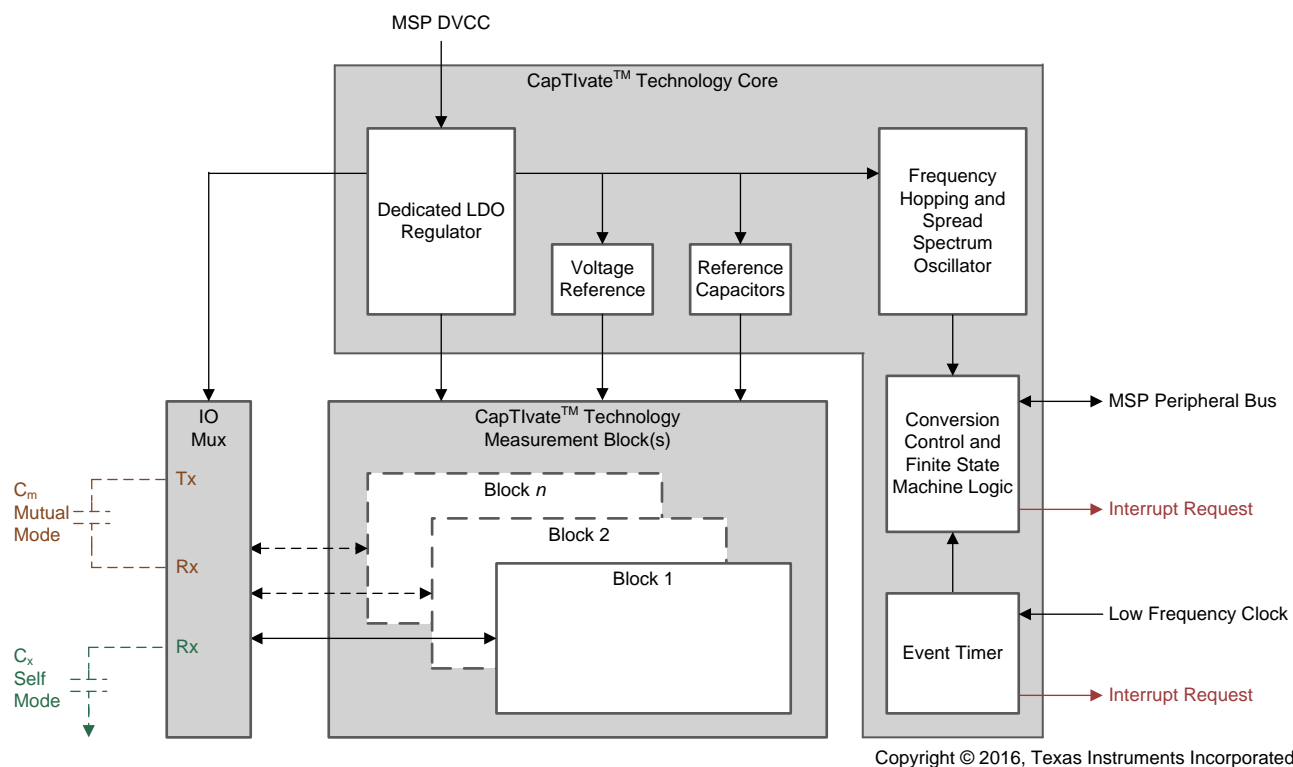 MSP DVCC
CapTIvate™ Technology Core
Dedicated LDO
Regulator
Voltage
Reference
Reference
Capacitors
Frequency
Hopping and
Spread
Spectrum
Oscillator
IO
Mux
Tx
Rx
Rx
Cm
Mutual
Mode
Cx
Self
Mode
CapTIvate™ Technology
Measurement Block(s)
Block n
Block 2
Block 1
Conversion
Control and
Finite State
Machine Logic
MSP Peripheral Bus
Interrupt Request
Event Timer
Low Frequency Clock
Interrupt Request
Copyright © 2016, Texas Instruments Incorporated